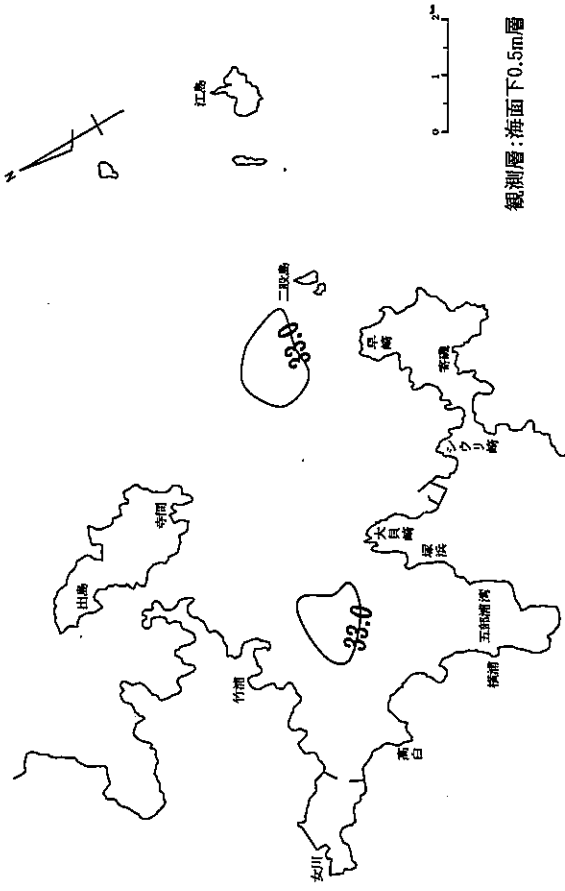 N
江島
二股島
33.0
早崎
寄磯
シウリ崎
大貝崎
塚浜
寺間
出島
33.0
五部浦湾
横浦
竹浦
高白
女川
0 1 2km
観測層:海面下0.5m層